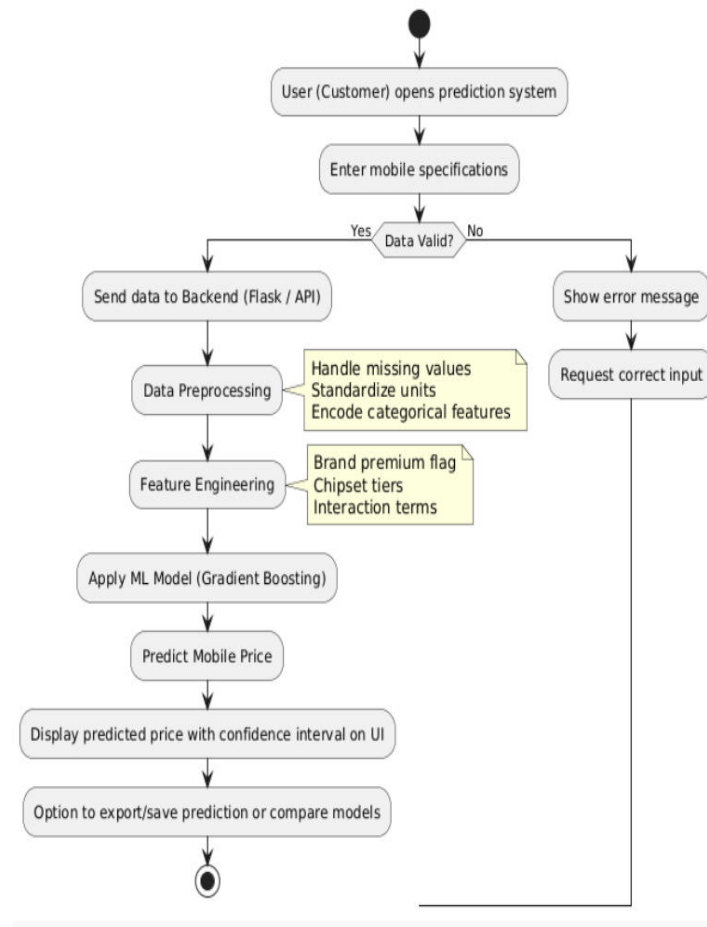 User (Customer) opens prediction system
Enter mobile specifications
Yes
Data Valid?
No
Send data to Backend (Flask / API)
Show error message
Data Preprocessing
Handle missing values
Standardize units
Encode categorical features
Request correct input
Feature Engineering
Brand premium flag
Chipset tiers
Interaction terms
Apply ML Model (Gradient Boosting)
Predict Mobile Price
Display predicted price with confidence interval on UI
Option to export/save prediction or compare models